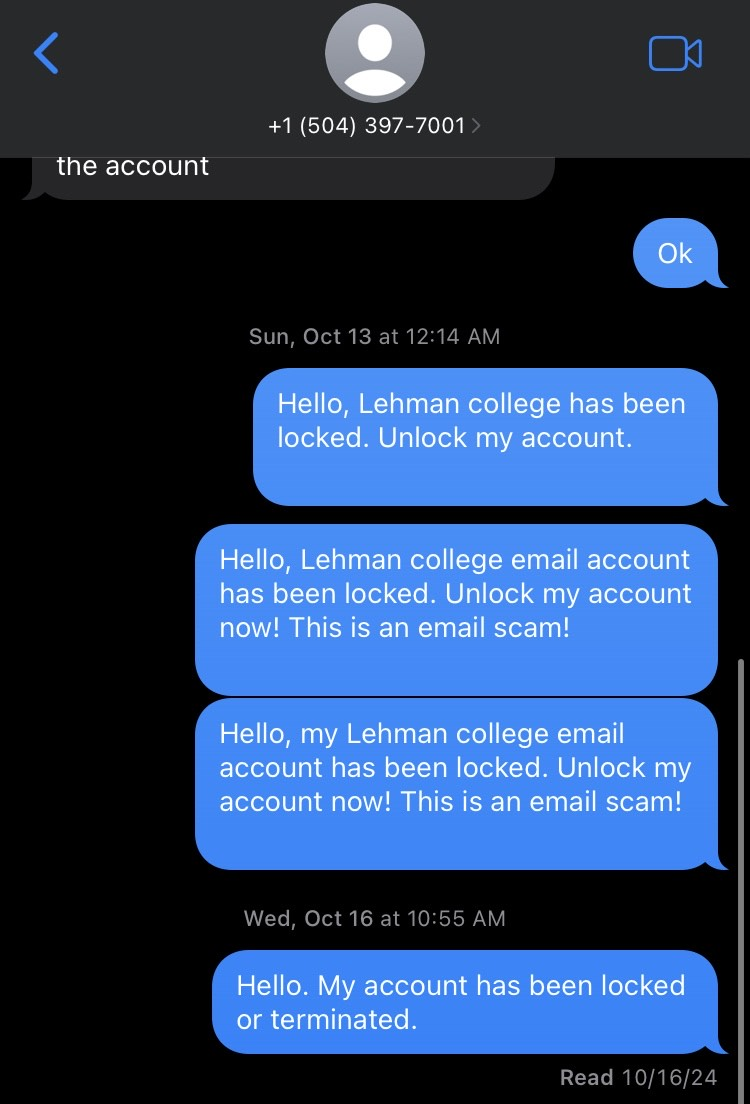 +1 (504) 397-7001
the account
Ok
Sun, Oct 13 at 12:14 AM
Hello, Lehman college has been
locked. Unlock my account.
Hello, Lehman college email account
has been locked. Unlock my account
now! This is an email scam!
Hello, my Lehman college email
account has been locked. Unlock my
account now! This is an email scam!
Wed, Oct 16 at 10:55 AM
Hello. My account has been locked
or terminated.
Read 10/16/24